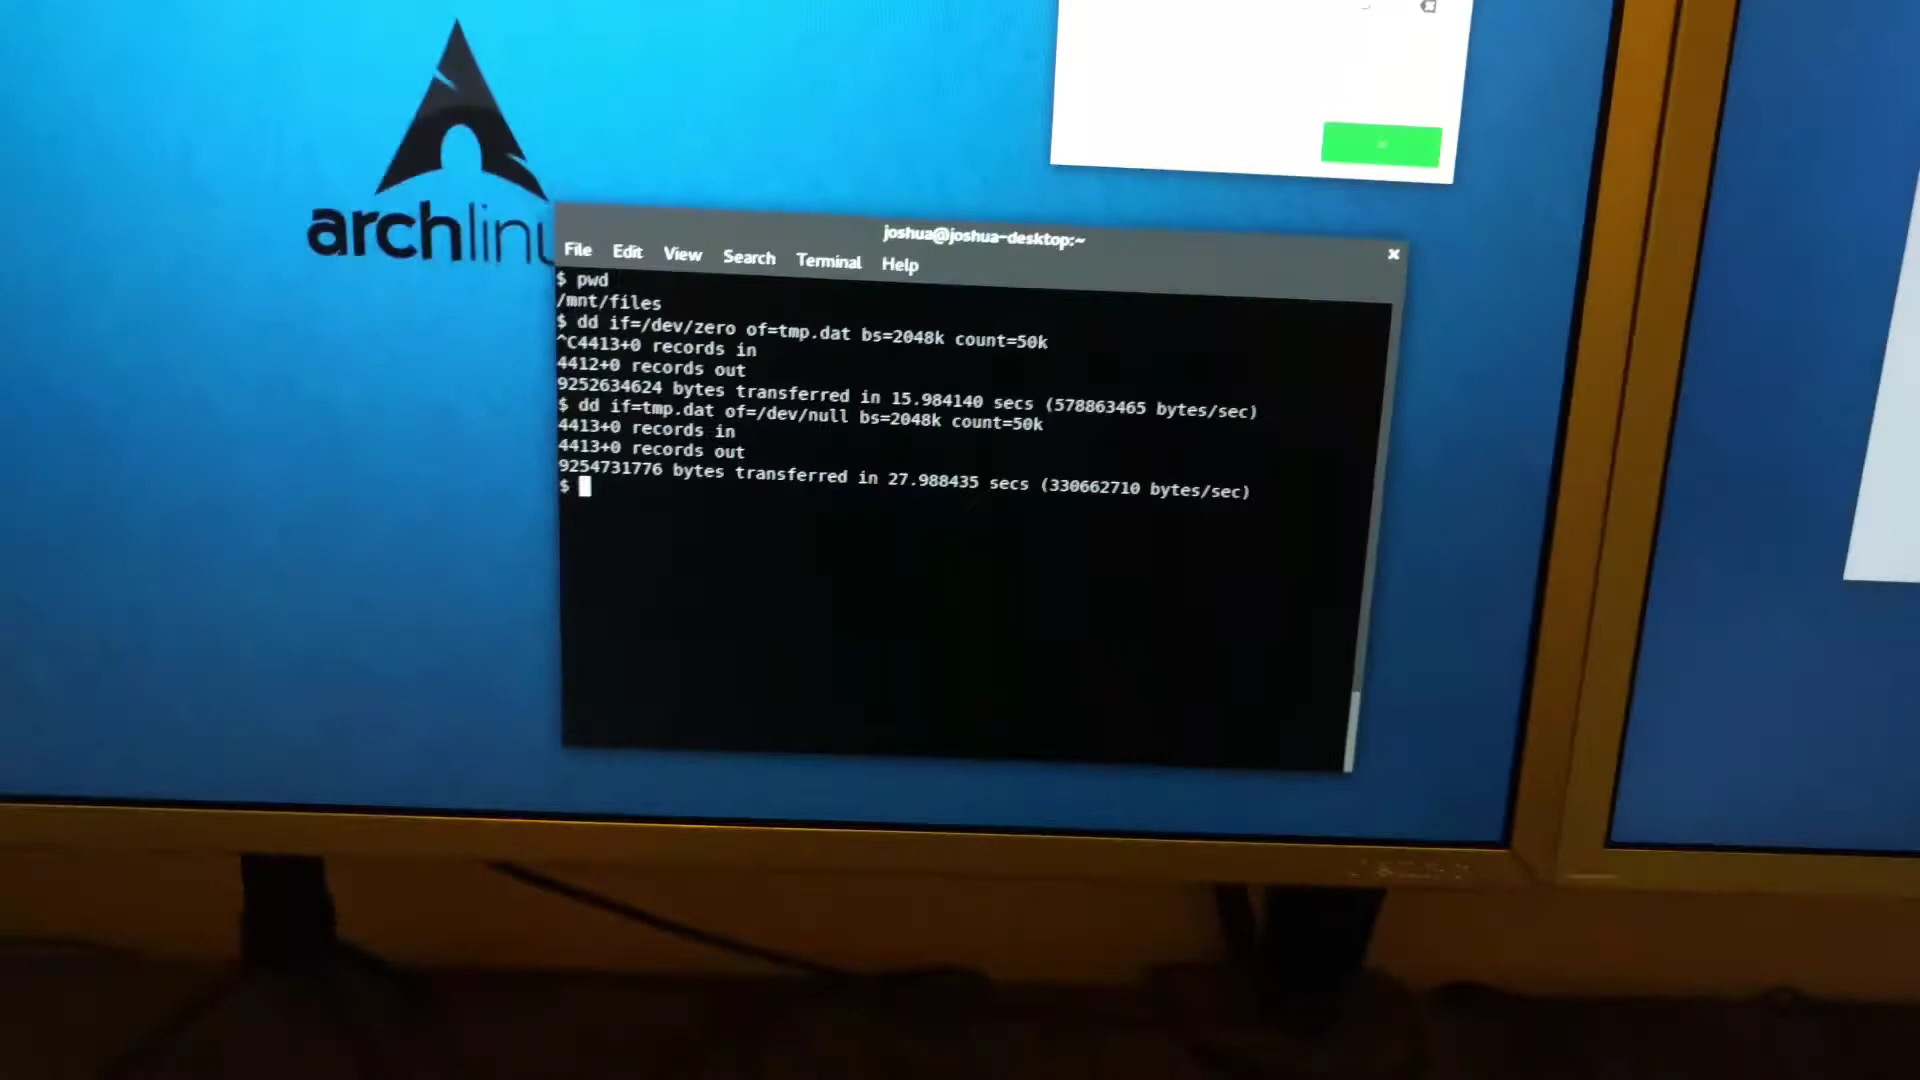 archlinu
joshua@joshua-desktop:~
File Edit View Search Terminal Help
$ pwd
/mnt/files
$ dd if=/dev/zero of=tmp.dat bs=2048k count=50k
^C4413+0 records in
4412+0 records out
9252634624 bytes transferred in 15.984140 secs (578863465 bytes/sec)
$ dd if=tmp.dat of=/dev/null bs=2048k count=50k
4413+0 records in
4413+0 records out
9254731776 bytes transferred in 27.988435 secs (330662710 bytes/sec)
$